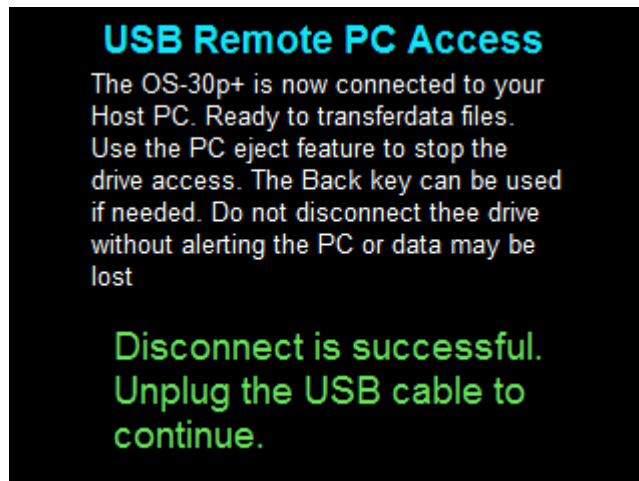 USB Remote PC Access
The OS-30p+ is now connected to your
Host PC. Ready to transferdata files.
Use the PC eject feature to stop the
drive access. The Back key can be used
if needed. Do not disconnect thee drive
without alerting the PC or data may be
lost
Disconnect is successful.
Unplug the USB cable to
continue.